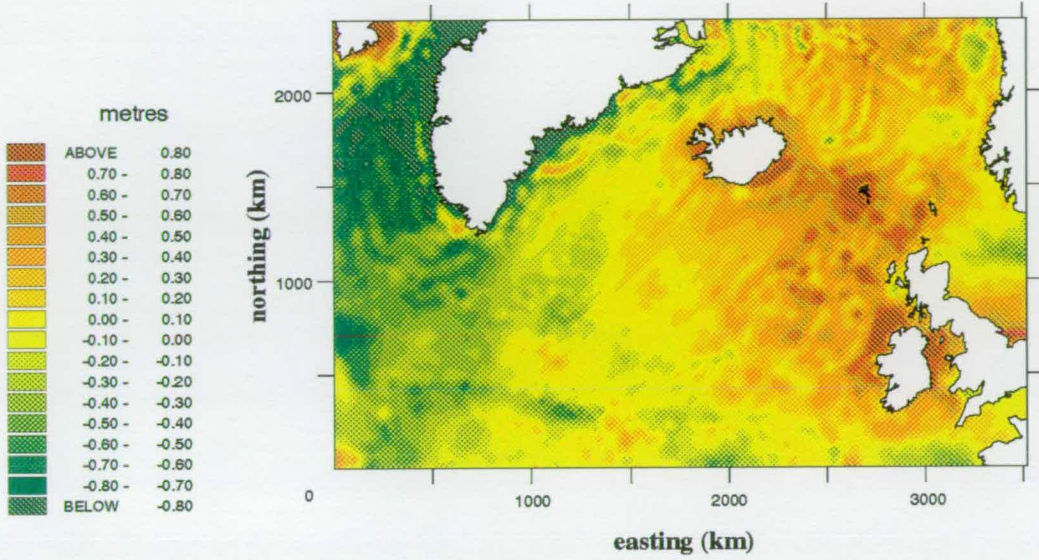 metres
ABOVE 0.80
0.70 - 0.80
0.60 - 0.70
0.50 - 0.60
0.40 - 0.50
0.30 - 0.40
0.20 - 0.30
0.10 - 0.20
0.00 - 0.10
-0.10 - 0.00
-0.20 - -0.10
-0.30 - -0.20
-0.40 - -0.30
-0.50 - -0.40
-0.60 - -0.50
-0.70 - -0.60
-0.80 - -0.70
BELOW -0.80
northing (km)
2000
1000
0
1000
2000
3000
easting (km)